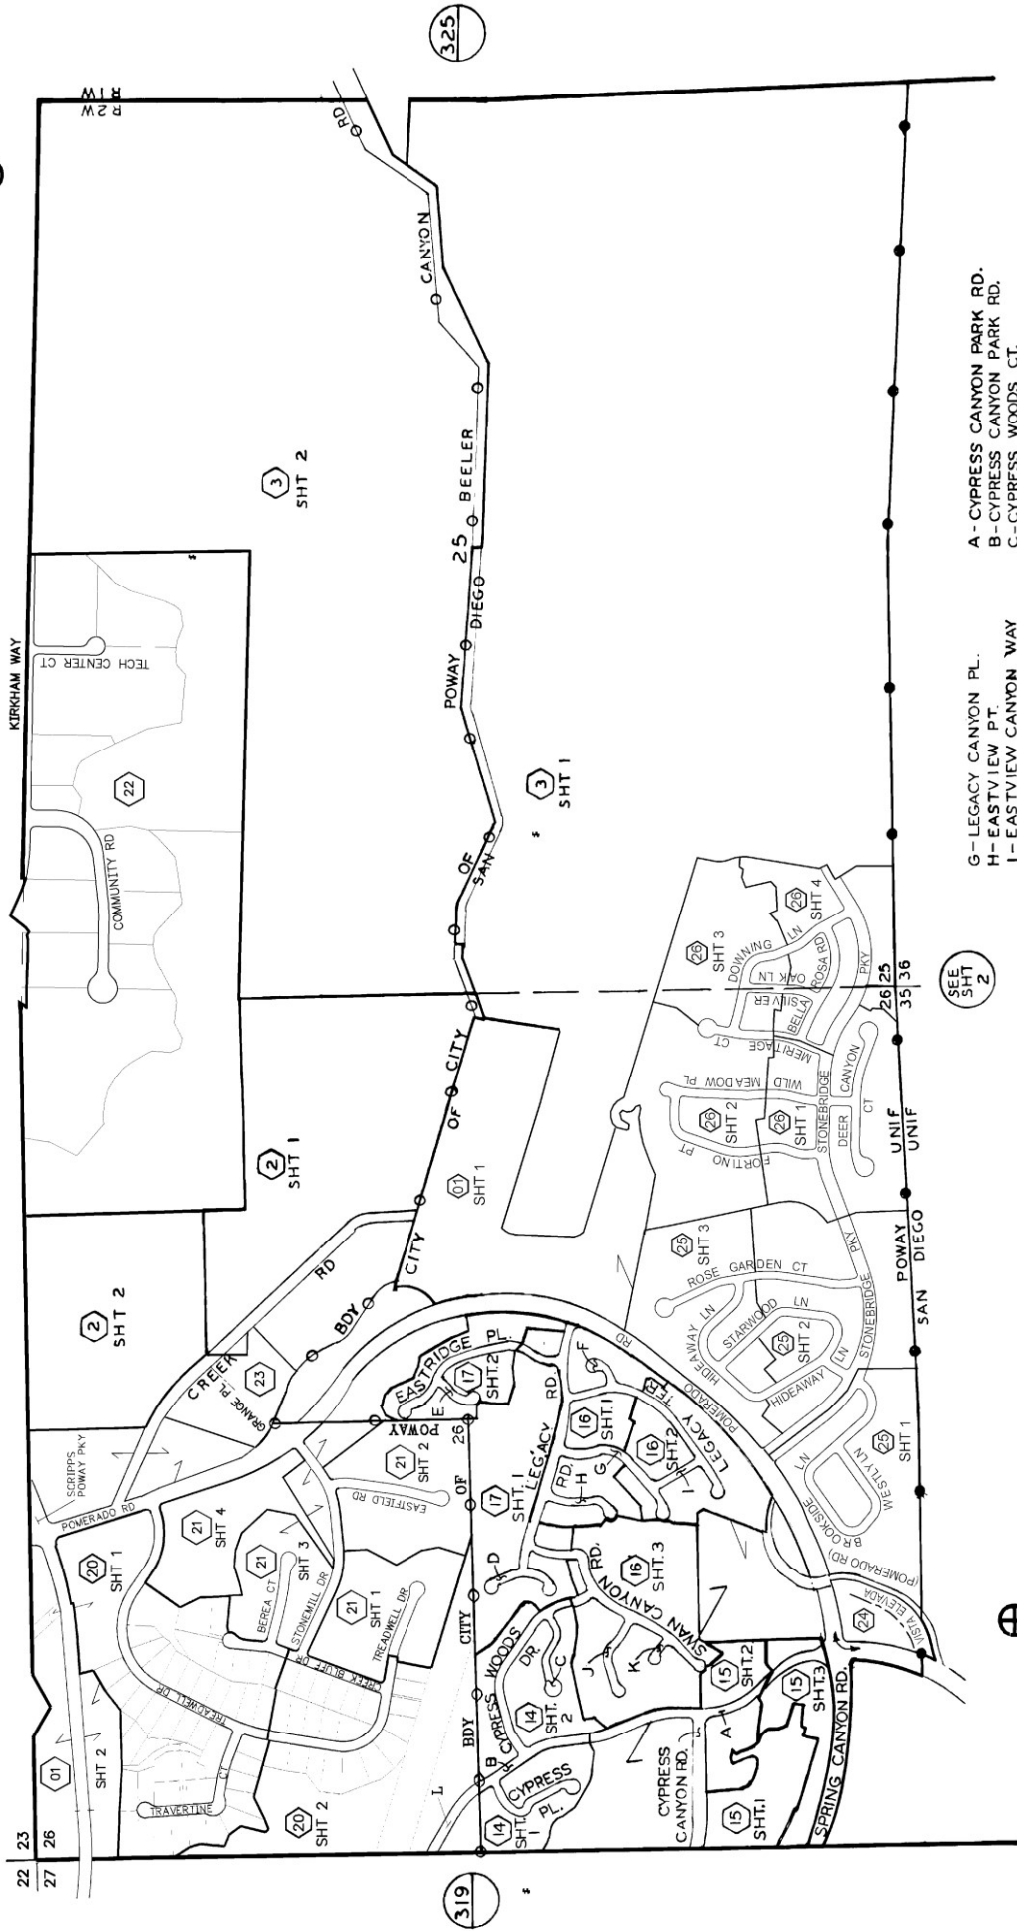 22 | 23
27 | 26
319
325
R2W
R1W
KIRKHAM WAY
TECH CENTER CT
COMMUNITY RD
22
3
SHT 2
RD
CANYON
BEELER
25
POWAY
DIEGO
OF
SAN
CITY
OF
CITY
BDY
3
SHT 1
2
SHT 1
2
SHT 2
SCRIPPS
POWAY PKY
POMERADO RD
CREEK
RD
GRANGE PL
23
01
SHT 2
20
SHT 1
21
SHT 4
21
SHT 3
BEREA CT
STONEMILL DR
21
SHT 1
TREADWELL DR
21
SHT 2
EASTFIELD RD
CREEK BLUFF DR
TREADWELL DR
TRAVERTINE
CT
20
SHT 2
01
SHT 1
POWAY
26
OF
CITY
BDY
L
EASTRIDGE PL.
E
17
SHT.2
17
SHT.1
LEGACY
RD.
D
B
CYPRESS WOODS
DR.
C
14
SHT.
2
CYPRESS
PL.
14
SHT.
1
F
16
SHT.1
RD.
H
G
16
SHT.2
LEGACY
TER
I
16
SHT.3
SWAN CANYON
RD.
J
K
POMERADO
RD
CYPRESS
CANYON RD.
A
15
SHT.2
15
SHT.3
15
SHT.1
SPRING CANYON RD.
24
VISTA ELEVADA
(POMERADO RD)
BROOKSIDE
LN
WESTLY LN
25
SHT 1
25
SHT 2
25
SHT 3
ROSE GARDEN CT
STARWOOD LN
HIDEAWAY LN
HIDEAWAY LN
STONEBRIDGE
PKY
26
SHT 3
26
SHT 4
26
SHT 2
26
SHT 1
DOWNING
LN
OAK LN
SILVER
BELLA ROSA RD
PKY
MERITAGE CT
WILD MEADOW PL
FORTINO PT
STONEBRIDGE
DEER
CANYON
CT
26 | 25
35 | 36
POWAY UNIF
SAN DIEGO UNIF
SEE
SHT
2
A - CYPRESS CANYON PARK RD.
B - CYPRESS CANYON PARK RD.
C - CYPRESS WOODS CT.
G - LEGACY CANYON PL.
H - EASTVIEW PT.
I - EASTVIEW CANYON WAY